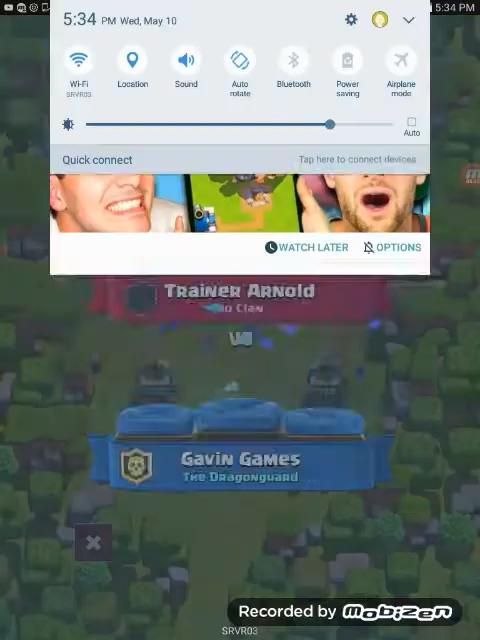 5:34 PM
5:34 PM Wed, May 10
Wi-Fi
SRVR03
Location
Sound
Auto
rotate
Bluetooth
Power
saving
Airplane
mode
Auto
Quick connect
Tap here to connect devices
WATCH LATER
OPTIONS
Trainer Arnold
No Clan
VS
Gavin Games
The Dragonguard
Recorded by Mobizen
SRVR03